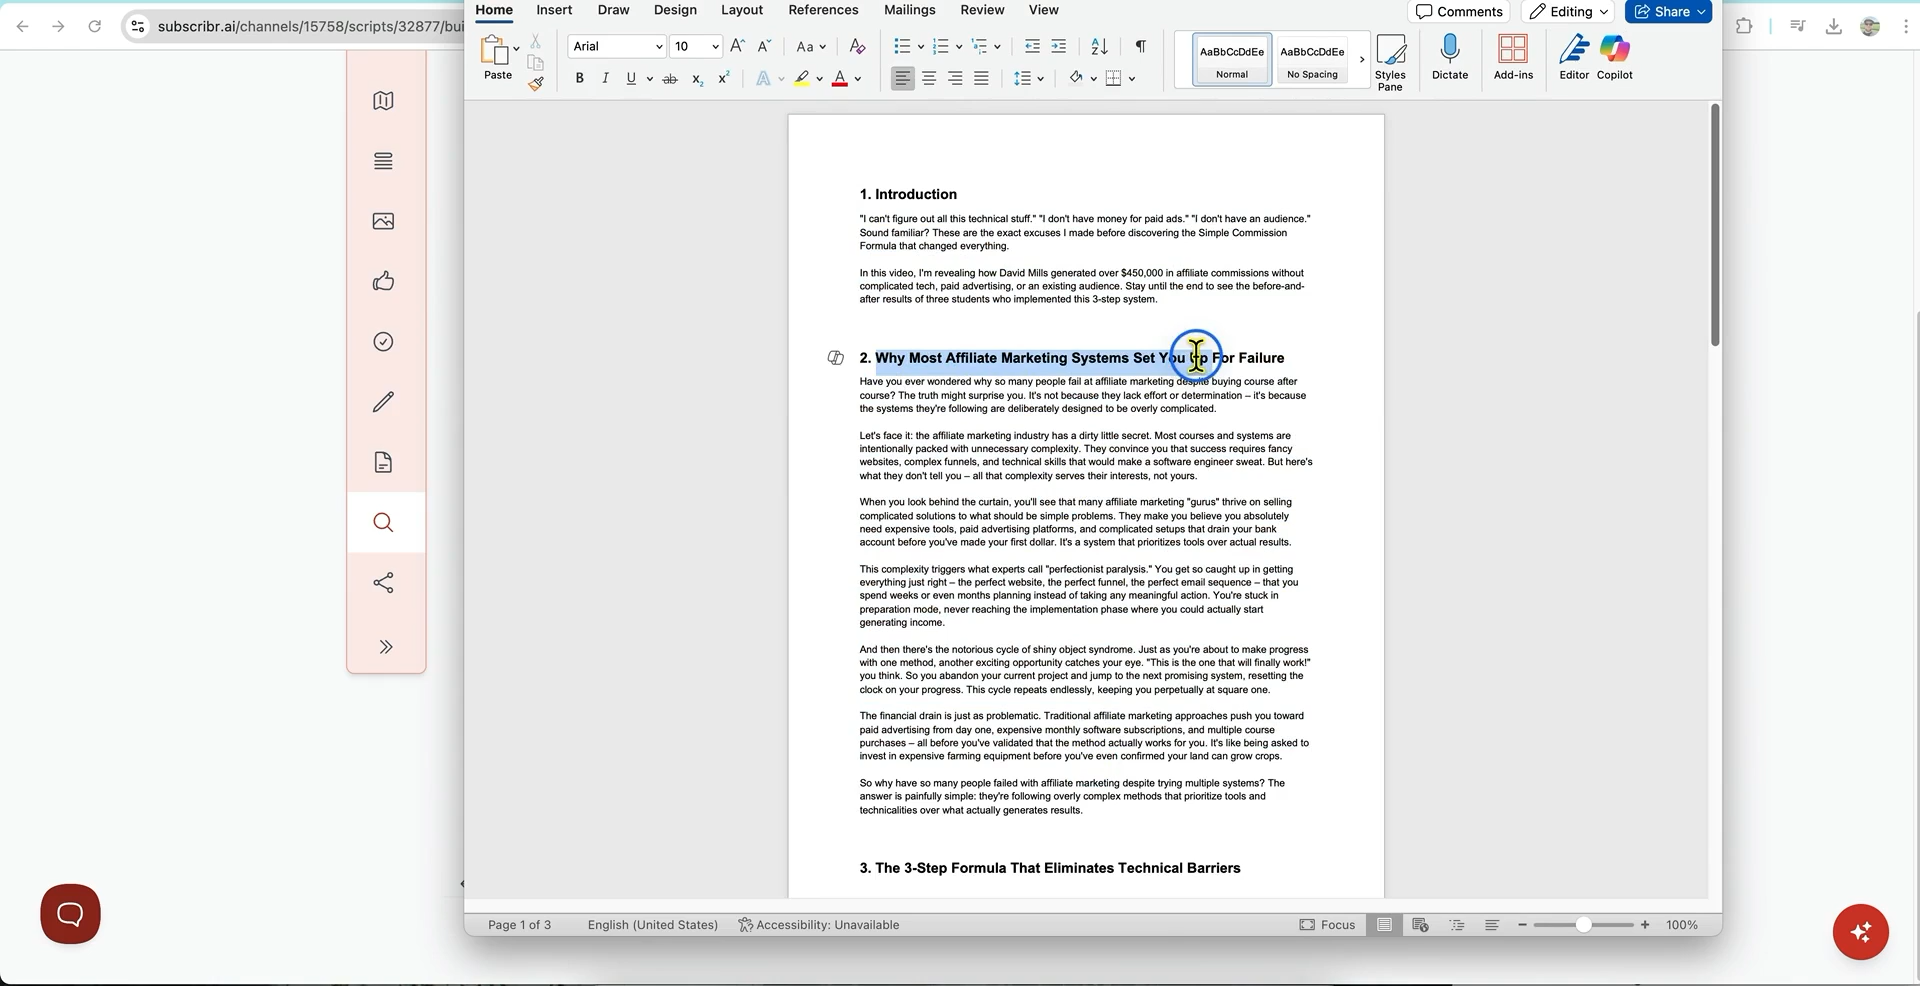 subscribr.ai/channels/15758/scripts/32877/bui
Home Insert Draw Design Layout References Mailings Review View
Comments Editing Share
Paste
Arial 10
Aa
AaBbCcDdEe AaBbCcDdEe
Normal No Spacing
Styles Pane
Dictate
Add-ins
Editor
Copilot
1. Introduction
"I can't figure out all this technical stuff." "I don't have money for paid ads." "I don't have an audience."
Sound familiar? These are the exact excuses I made before discovering the Simple Commission
Formula that changed everything.
In this video, I'm revealing how David Mills generated over $450,000 in affiliate commissions without
complicated tech, paid advertising, or an existing audience. Stay until the end to see the before-and-
after results of three students who implemented this 3-step system.
2. Why Most Affiliate Marketing Systems Set You Up For Failure
Have you ever wondered why so many people fail at affiliate marketing despite buying course after
course? The truth might surprise you. It's not because they lack effort or determination – it's because
the systems they're following are deliberately designed to be overly complicated.
Let's face it: the affiliate marketing industry has a dirty little secret. Most courses and systems are
intentionally packed with unnecessary complexity. They convince you that success requires fancy
websites, complex funnels, and technical skills that would make a software engineer sweat. But here's
what they don't tell you – all that complexity serves their interests, not yours.
When you look behind the curtain, you'll see that many affiliate marketing "gurus" thrive on selling
complicated solutions to what should be simple problems. They make you believe you absolutely
need expensive tools, paid advertising platforms, and complicated setups that drain your bank
account before you've made your first dollar. It's a system that prioritizes tools over actual results.
This complexity triggers what experts call "perfectionist paralysis." You get so caught up in getting
everything just right – the perfect website, the perfect funnel, the perfect email sequence – that you
spend weeks or even months planning instead of taking any meaningful action. You're stuck in
preparation mode, never reaching the implementation phase where you could actually start
generating income.
And then there's the notorious cycle of shiny object syndrome. Just as you're about to make progress
with one method, another exciting opportunity catches your eye. "This is the one that will finally work!"
you think. So you abandon your current project and jump to the next promising system, resetting the
clock on your progress. This cycle repeats endlessly, keeping you perpetually at square one.
The financial drain is just as problematic. Traditional affiliate marketing approaches push you toward
paid advertising from day one, expensive monthly software subscriptions, and multiple course
purchases – all before you've validated that the method actually works for you. It's like being asked to
invest in expensive farming equipment before you've even confirmed your land can grow crops.
So why have so many people failed with affiliate marketing despite trying multiple systems? The
answer is painfully simple: they're following overly complex methods that prioritize tools and
technicalities over what actually generates results.
3. The 3-Step Formula That Eliminates Technical Barriers
Page 1 of 3 English (United States) Accessibility: Unavailable Focus 100%